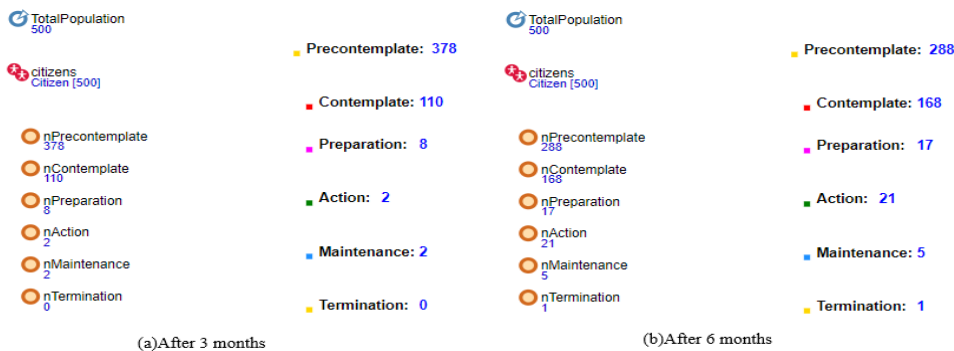 TotalPopulation
500
citizens
Citizen [500]
nPrecontemplate
378
nContemplate
110
nPreparation
8
nAction
2
nMaintenance
2
nTermination
0
Precontemplate: 378
Contemplate: 110
Preparation: 8
Action: 2
Maintenance: 2
Termination: 0
(a)After 3 months
TotalPopulation
500
citizens
Citizen [500]
nPrecontemplate
288
nContemplate
168
nPreparation
17
nAction
21
nMaintenance
5
nTermination
1
Precontemplate: 288
Contemplate: 168
Preparation: 17
Action: 21
Maintenance: 5
Termination: 1
(b)After 6 months